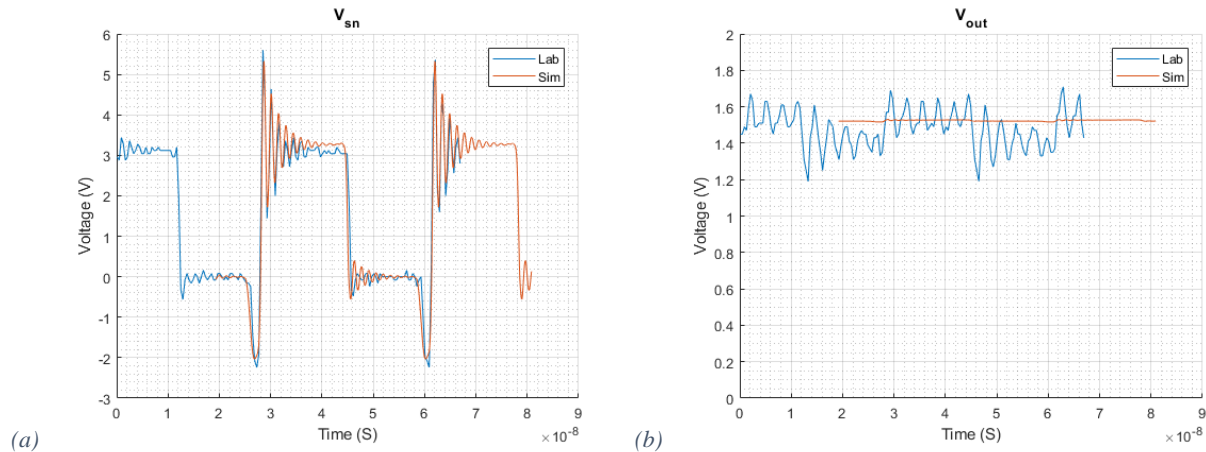 V_sn
Voltage (V)
6
5
4
3
2
1
0
-1
-2
-3
Lab
Sim
0 1 2 3 4 5 6 7 8 9
Time (S)
×10^-8
(a)
V_out
Voltage (V)
2
1.8
1.6
1.4
1.2
1
0.8
0.6
0.4
0.2
0
Lab
Sim
0 1 2 3 4 5 6 7 8 9
Time (S)
×10^-8
(b)